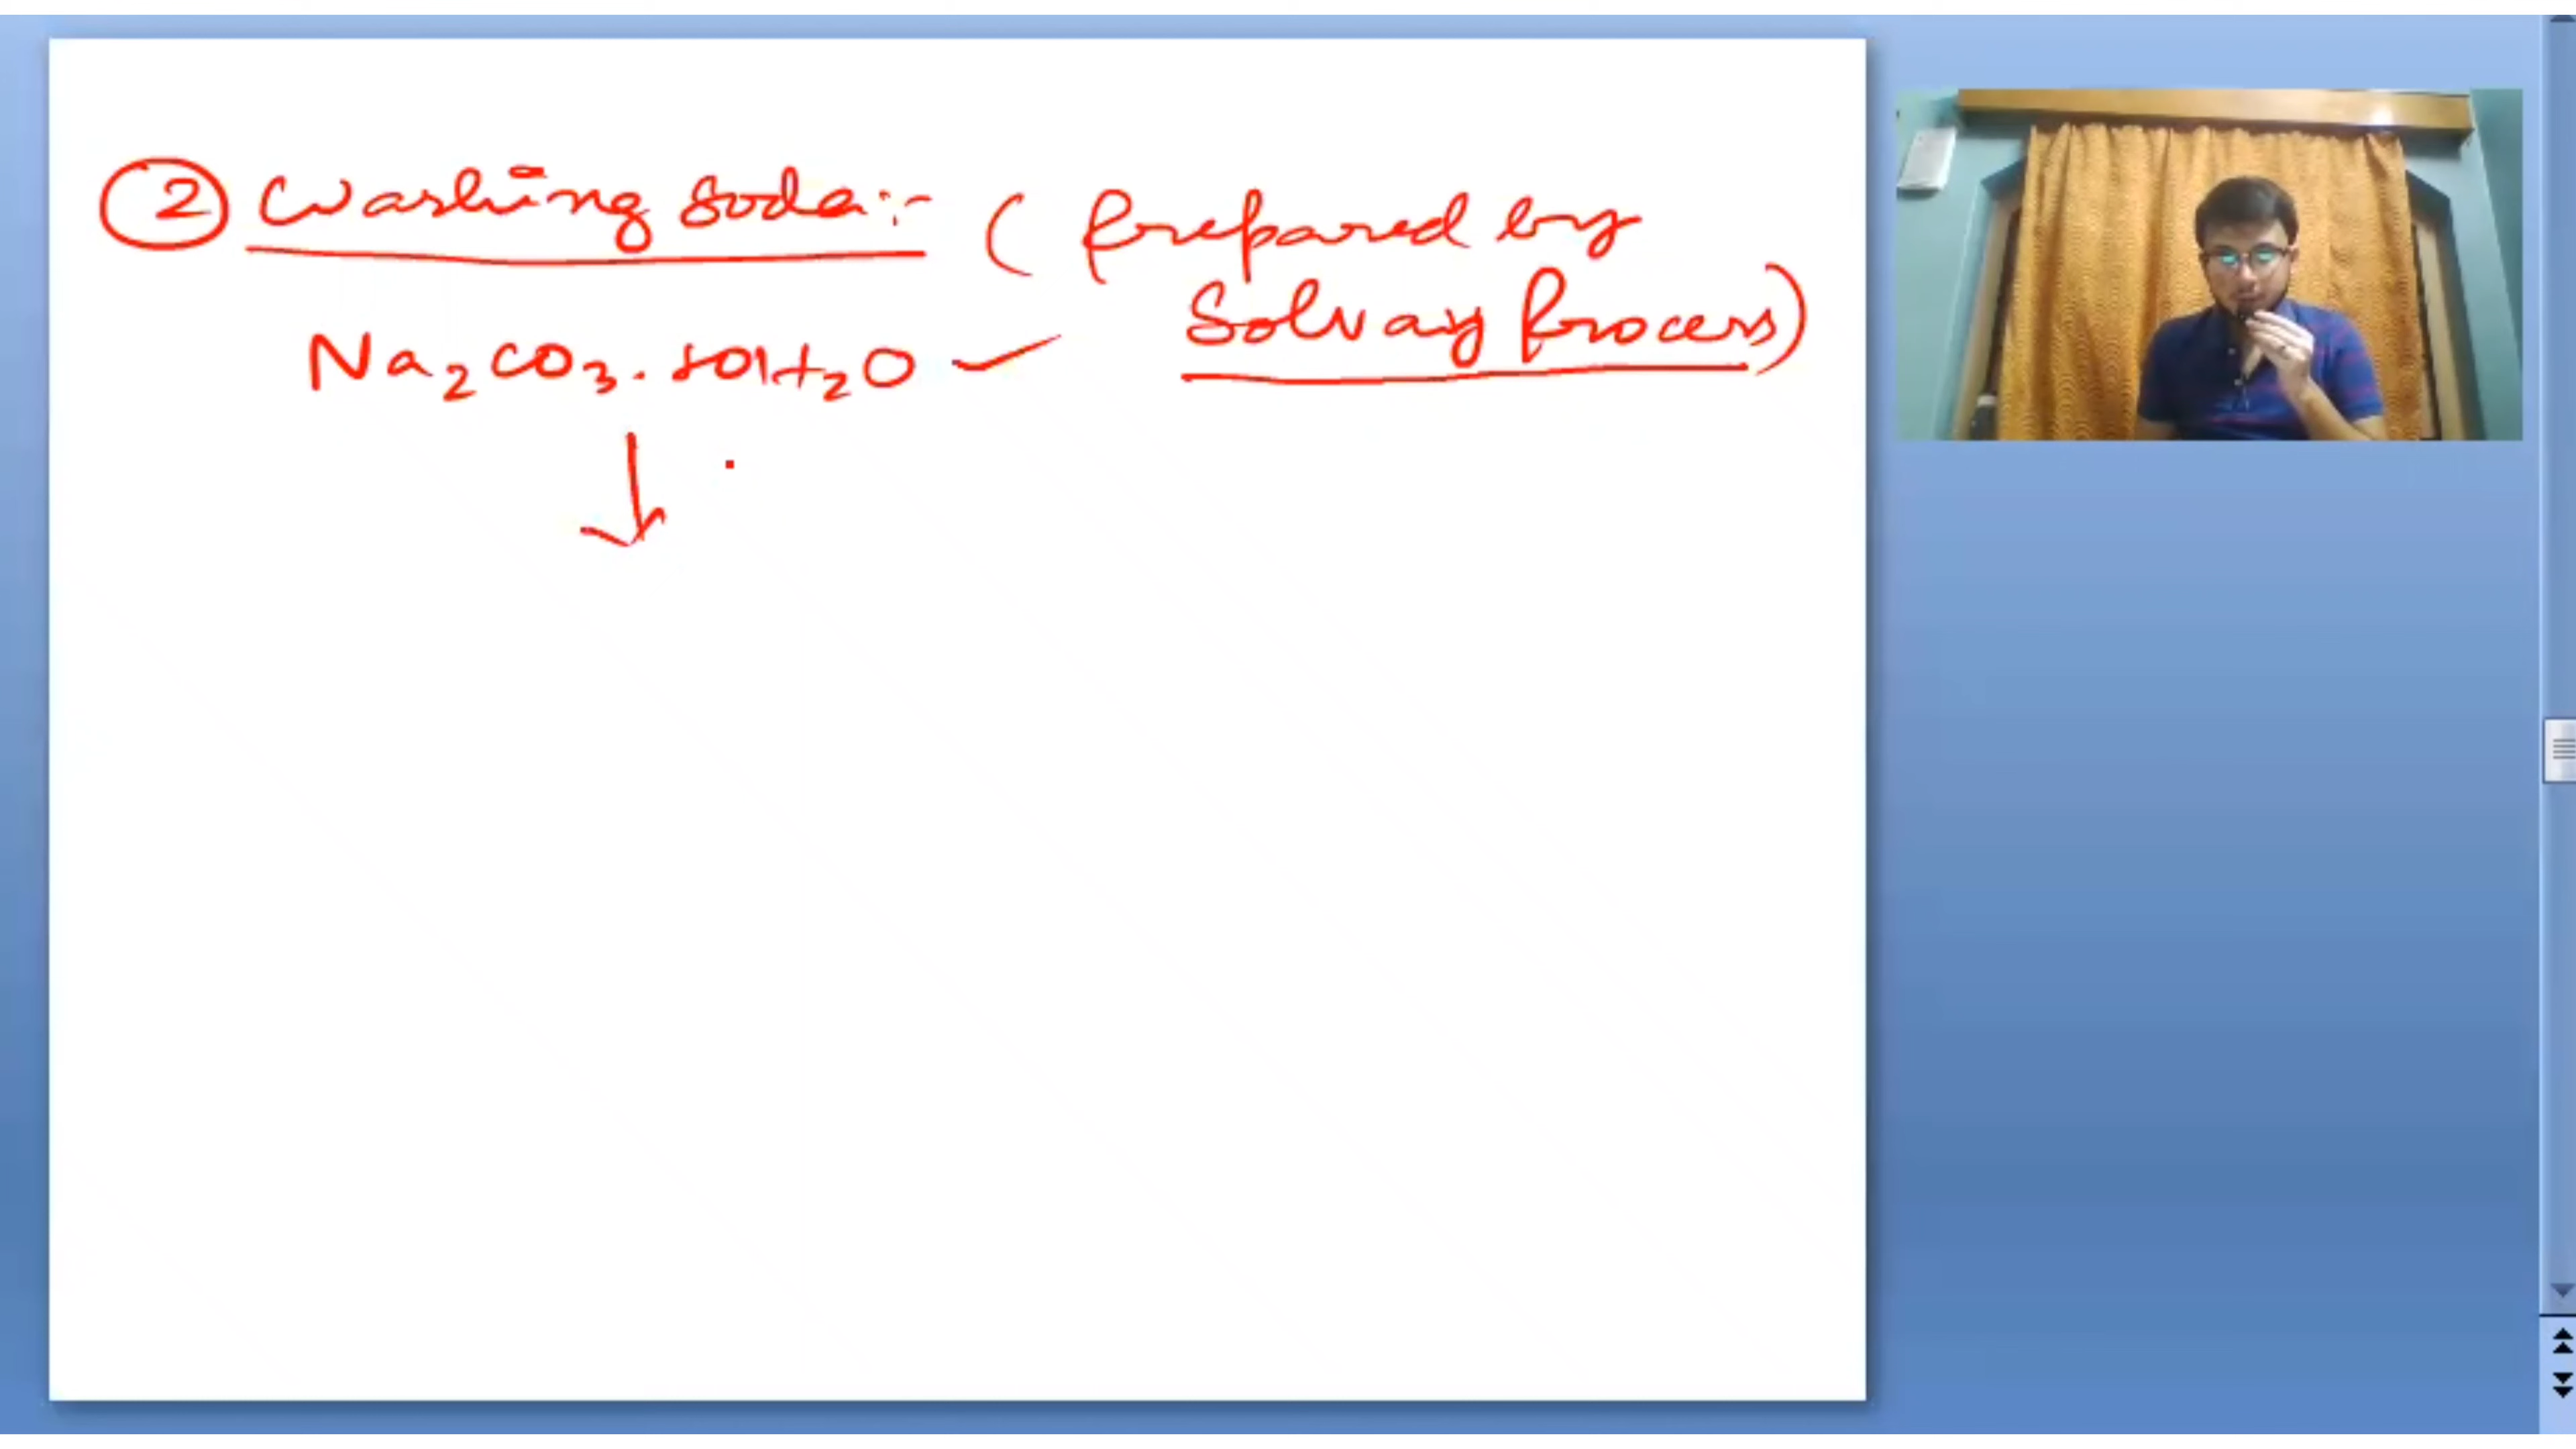 ② Washing Soda:- (Prepared by
Solvay Process)
Na₂CO₃.10H₂O ✓